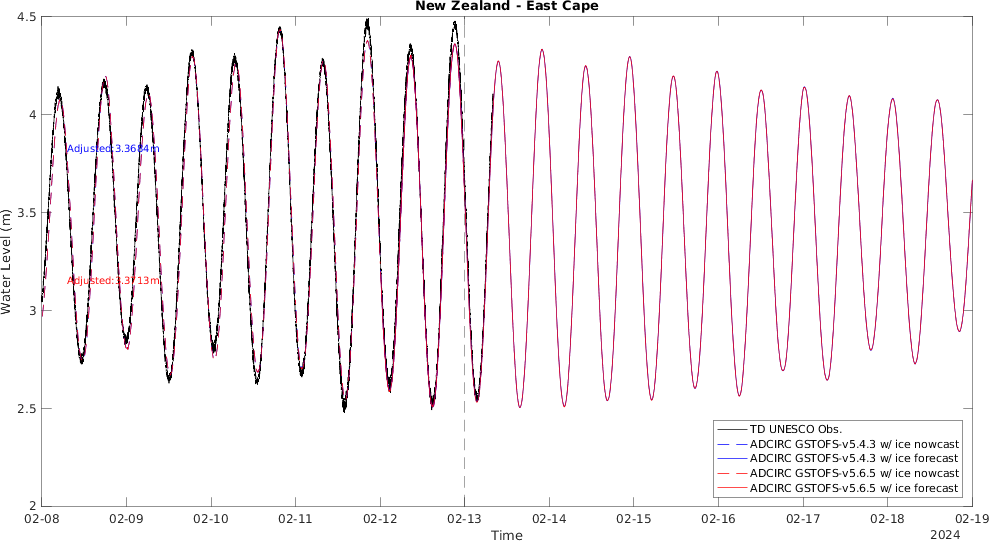 New Zealand - East Cape
4.5
4
3.5
3
2.5
2
Water Level (m)
Adjusted:3.3684m
Adjusted:3.3713m
TD UNESCO Obs.
ADCIRC GSTOFS-v5.4.3 w/ ice nowcast
ADCIRC GSTOFS-v5.4.3 w/ ice forecast
ADCIRC GSTOFS-v5.6.5 w/ ice nowcast
ADCIRC GSTOFS-v5.6.5 w/ ice forecast
02-08 02-09 02-10 02-11 02-12 02-13 02-14 02-15 02-16 02-17 02-18 02-19
Time
2024